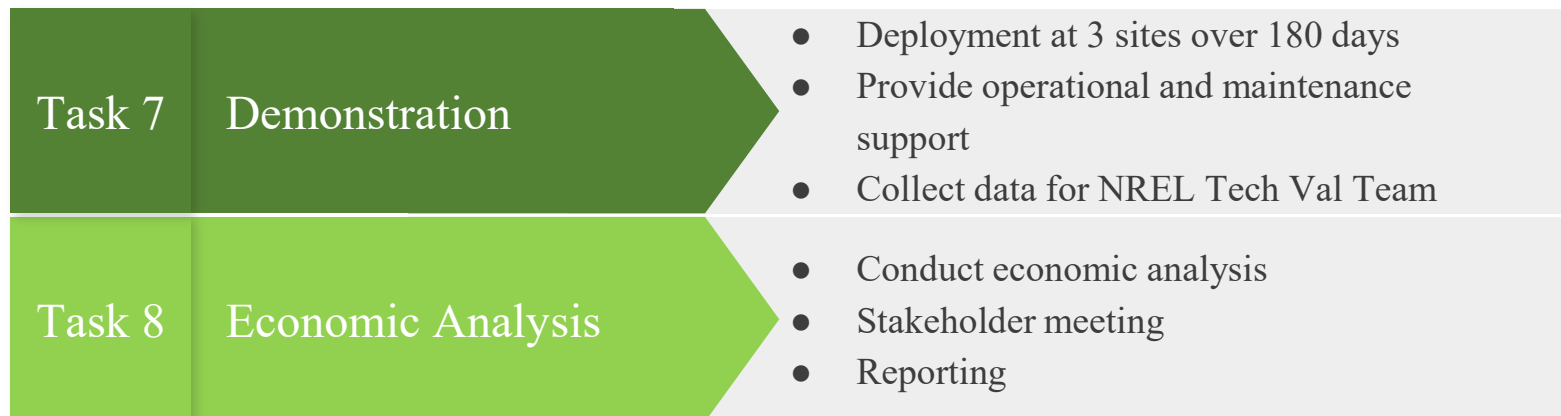 Task 7
Demonstration
● Deployment at 3 sites over 180 days
● Provide operational and maintenance
support
● Collect data for NREL Tech Val Team
Task 8
Economic Analysis
● Conduct economic analysis
● Stakeholder meeting
● Reporting